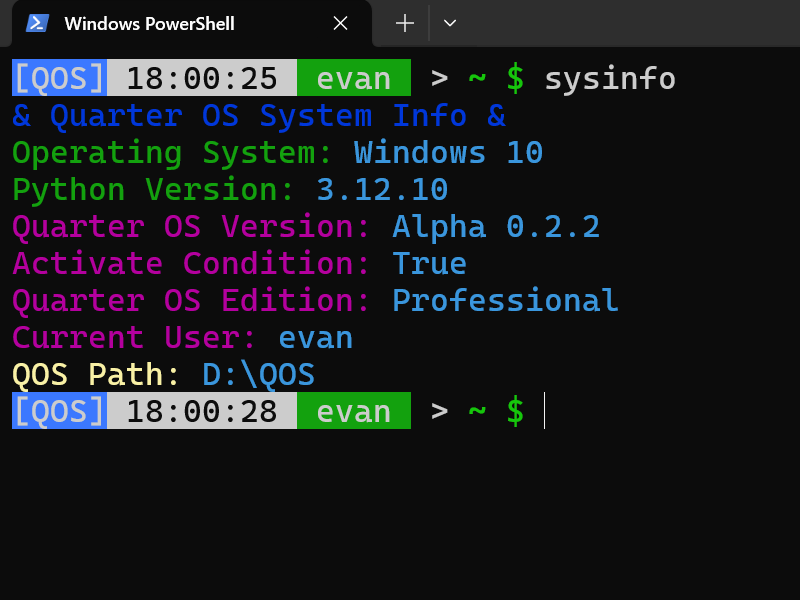 Windows PowerShell
[QOS] 18:00:25 evan > ~ $ sysinfo
& Quarter OS System Info &
Operating System: Windows 10
Python Version: 3.12.10
Quarter OS Version: Alpha 0.2.2
Activate Condition: True
Quarter OS Edition: Professional
Current User: evan
QOS Path: D:\QOS
[QOS] 18:00:28 evan > ~ $